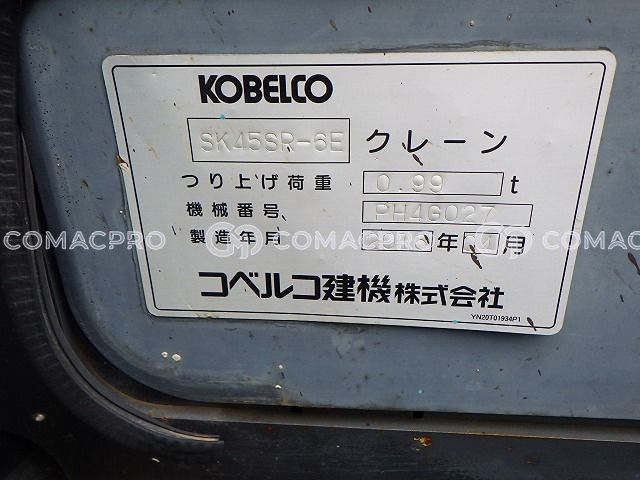 KOBELCO
SK45SR-6E クレーン
つり上げ荷重 0.99 t
機械番号 PH4G027
製造年月 年 月
コベルコ建機株式会社
YN20T01934P1
COMACPRO COMACPRO COMACPRO